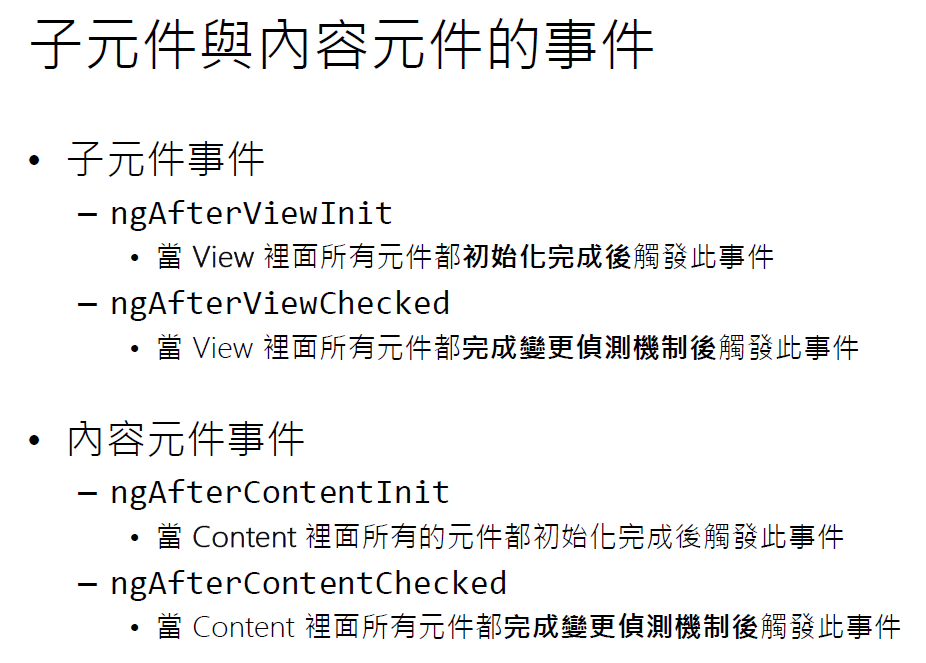 子元件與內容元件的事件
• 子元件事件
– ngAfterViewInit
• 當 View 裡面所有元件都初始化完成後觸發此事件
– ngAfterViewChecked
• 當 View 裡面所有元件都完成變更偵測機制後觸發此事件
• 內容元件事件
– ngAfterContentInit
• 當 Content 裡面所有的元件都初始化完成後觸發此事件
– ngAfterContentChecked
• 當 Content 裡面所有元件都完成變更偵測機制後觸發此事件